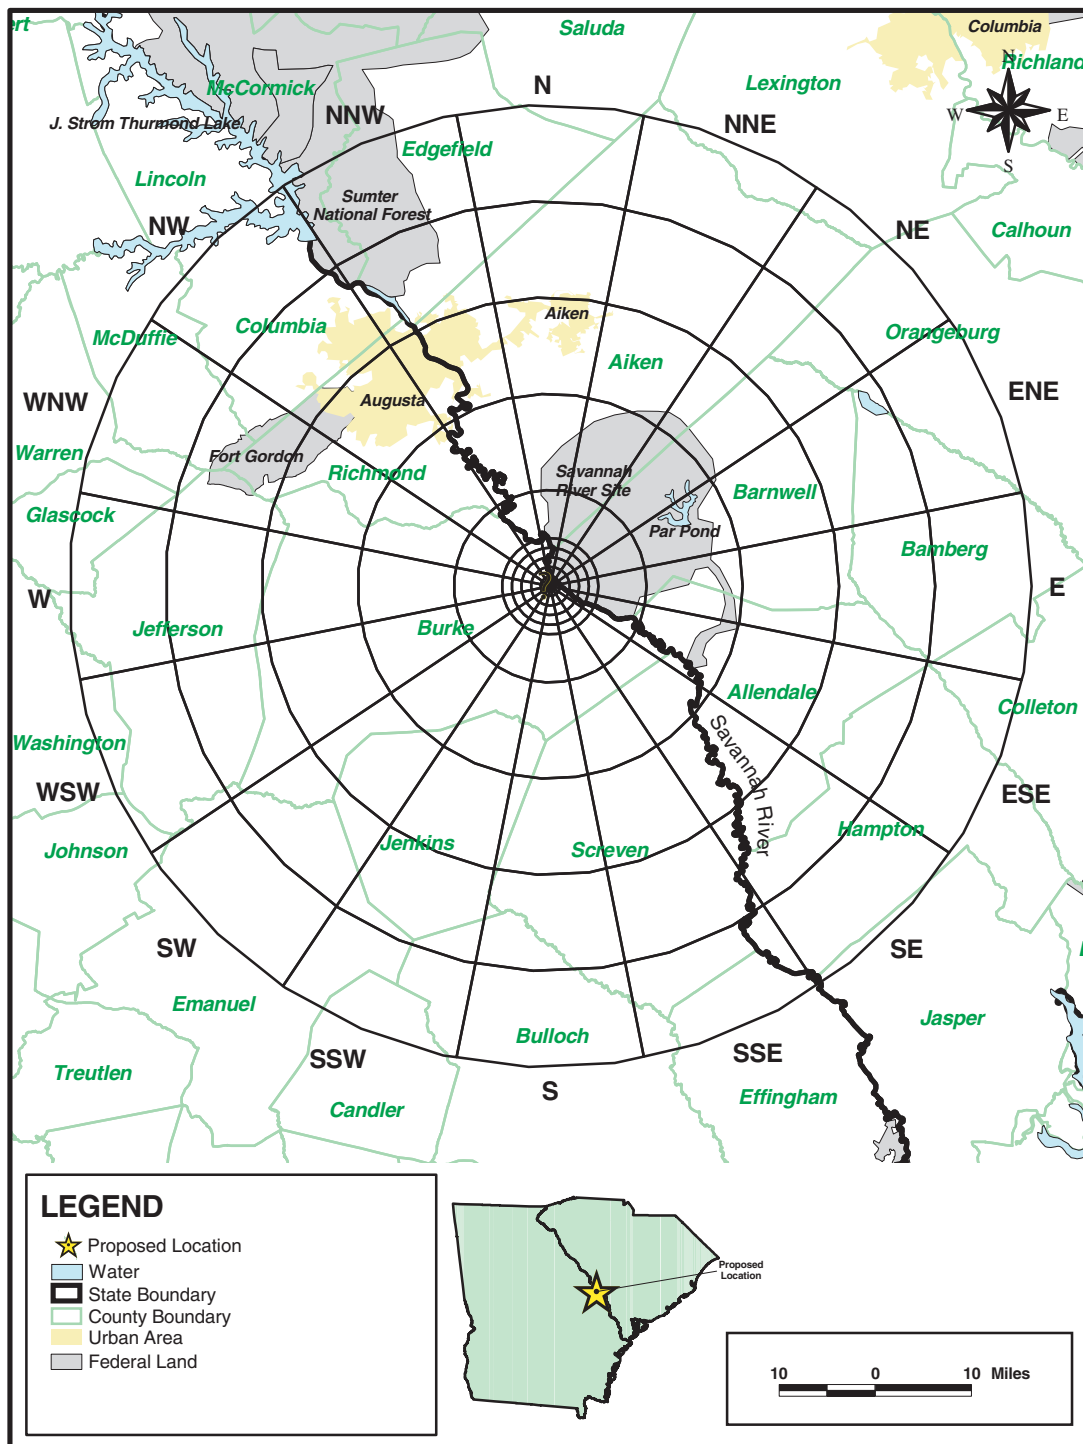 ert
Saluda
Columbia
N
Richland
Lexington
McCormick
N
NNW
W
E
J. Strom Thurmond Lake
NNE
Edgefield
S
Lincoln
Sumter
National Forest
NW
NE
Calhoun
Columbia
Aiken
McDuffie
Orangeburg
Aiken
WNW
ENE
Augusta
Warren
Fort Gordon
Richmond
Savannah
River Site
Barnwell
Glascock
Par Pond
Bamberg
W
E
Jefferson
Burke
Allendale
Colleton
Savannah River
Washington
WSW
ESE
Hampton
Johnson
Jenkins
Screven
SW
SE
Emanuel
Jasper
Bulloch
SSW
SSE
Treutlen
S
Effingham
Candler
LEGEND
Proposed Location
Water
State Boundary
County Boundary
Urban Area
Federal Land
Proposed
Location
10 0 10 Miles